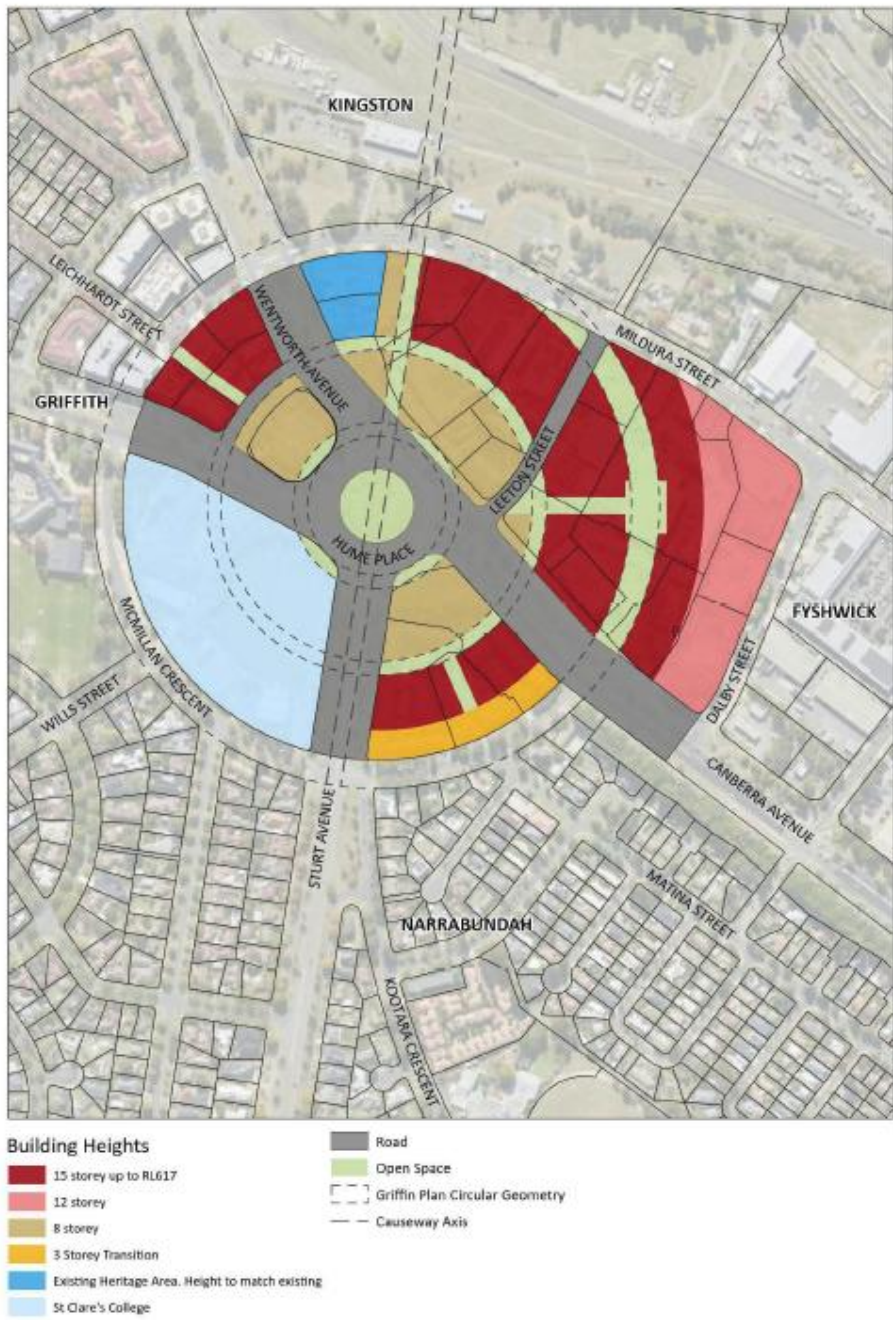 KINGSTON
LEICHHARDT STREET
WENTWORTH AVENUE
MILDURA STREET
GRIFFITH
LEETON STREET
HUME PLACE
FYSHWICK
MCMILLAN CRESCENT
DALBY STREET
WILLS STREET
CANBERRA AVENUE
STURT AVENUE
MATINA STREET
NARRABUNDAH
KOOTARA CRESCENT
Building Heights
15 storey up to RL617
12 storey
8 storey
3 Storey Transition
Existing Heritage Area. Height to match existing
St Clare's College
Road
Open Space
Griffin Plan Circular Geometry
Causeway Axis